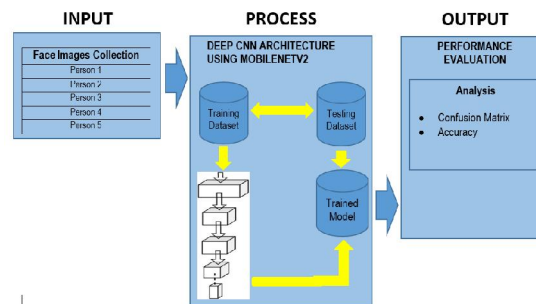 INPUT
Face Images Collection
Person 1
Person 2
Person 3
Person 4
Person 5
PROCESS
DEEP CNN ARCHITECTURE
USING MOBILENETV2
Training
Dataset
Testing
Dataset
Trained
Model
OUTPUT
PERFORMANCE
EVALUATION
Analysis
• Confusion Matrix
• Accuracy